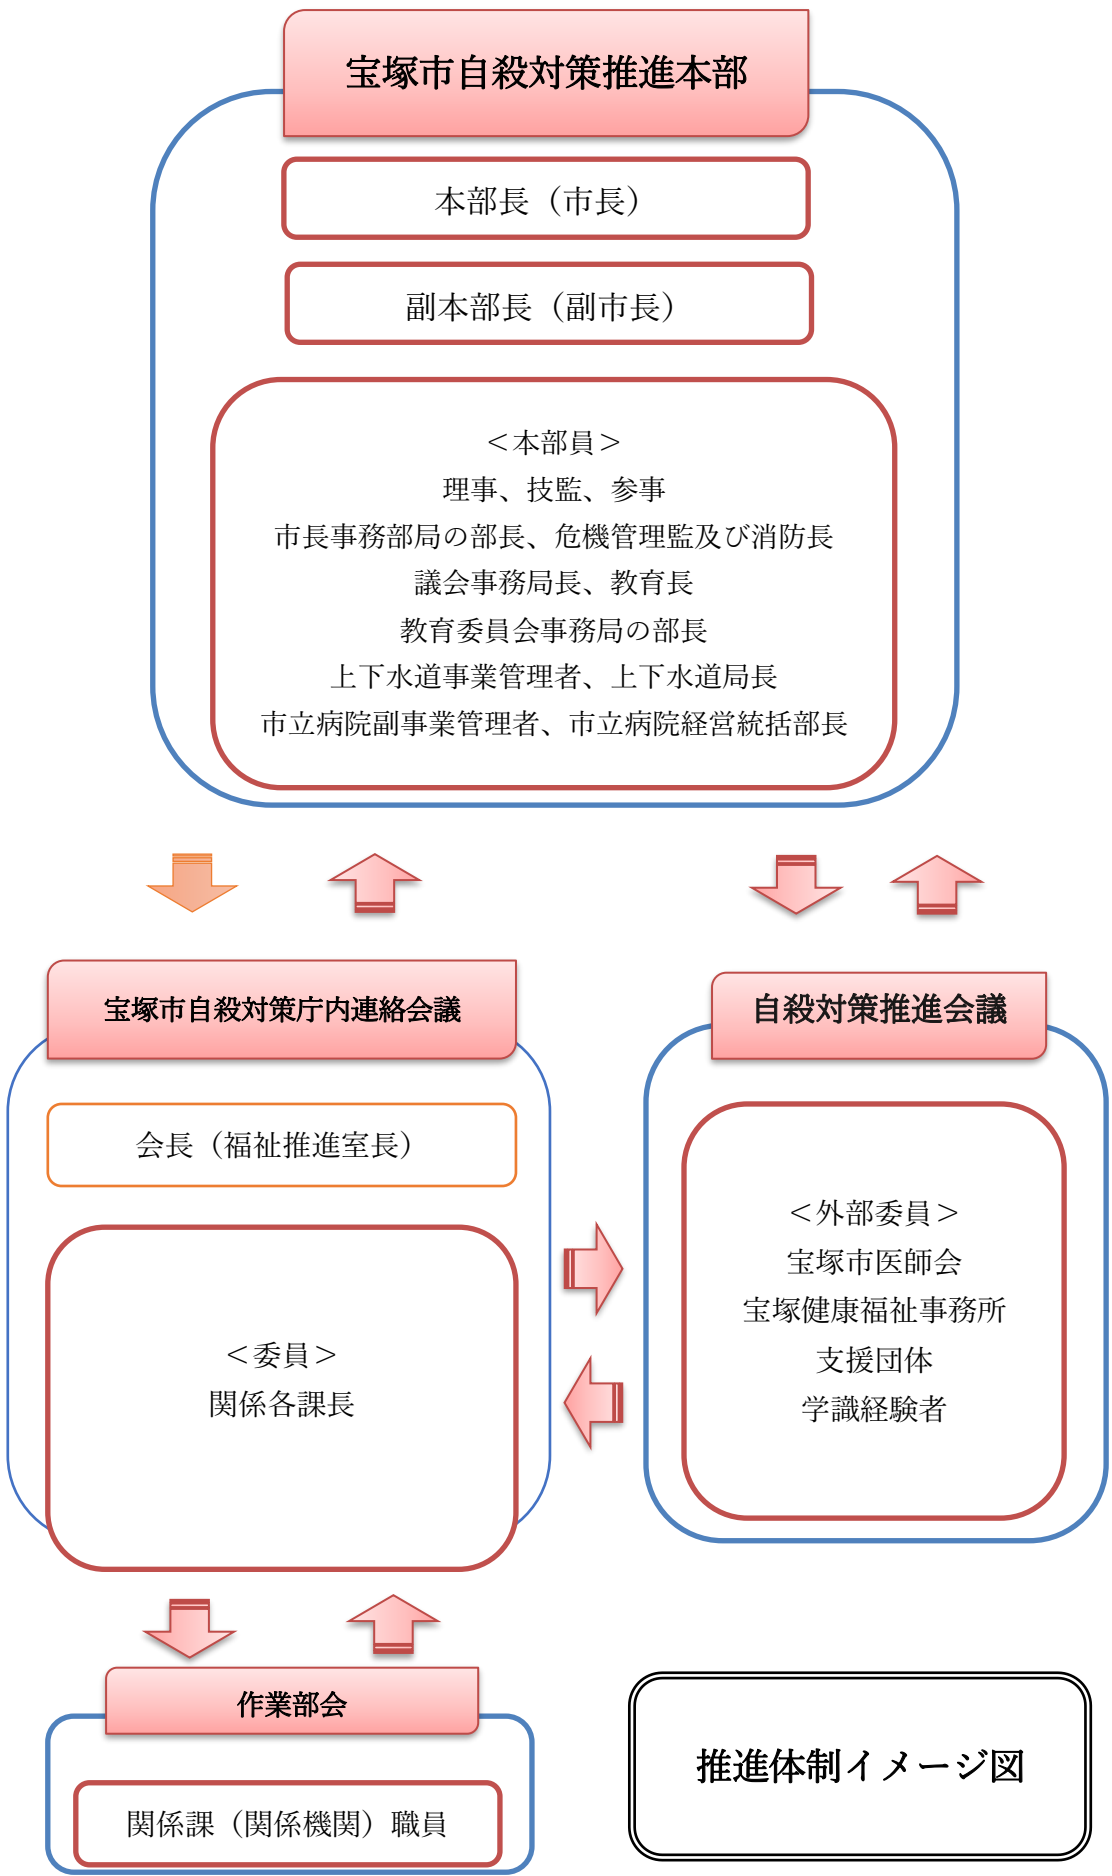 宝塚市自殺対策推進本部
本部長（市長）
副本部長（副市長）
＜本部員＞
理事、技監、参事
市長事務部局の部長、危機管理監及び消防長
議会事務局長、教育長
教育委員会事務局の部長
上下水道事業管理者、上下水道局長
市立病院副事業管理者、市立病院経営統括部長
宝塚市自殺対策庁内連絡会議
会長（福祉推進室長）
＜委員＞
関係各課長
自殺対策推進会議
＜外部委員＞
宝塚市医師会
宝塚健康福祉事務所
支援団体
学識経験者
作業部会
関係課（関係機関）職員
推進体制イメージ図